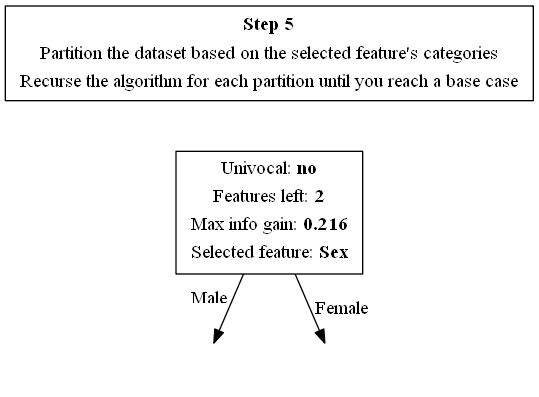 Step 5
Partition the dataset based on the selected feature's categories
Recurse the algorithm for each partition until you reach a base case
Univocal: no
Features left: 2
Max info gain: 0.216
Selected feature: Sex
Male
Female